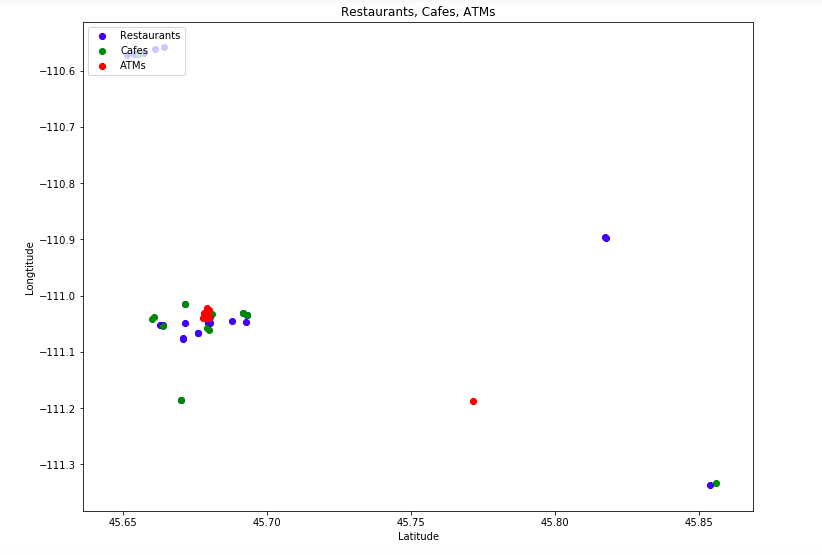 Restaurants, Cafes, ATMs
Restaurants
Cafes
ATMs
−110.6
−110.7
−110.8
−110.9
−111.0
−111.1
−111.2
−111.3
Longtitude
45.65
45.70
45.75
45.80
45.85
Latitude